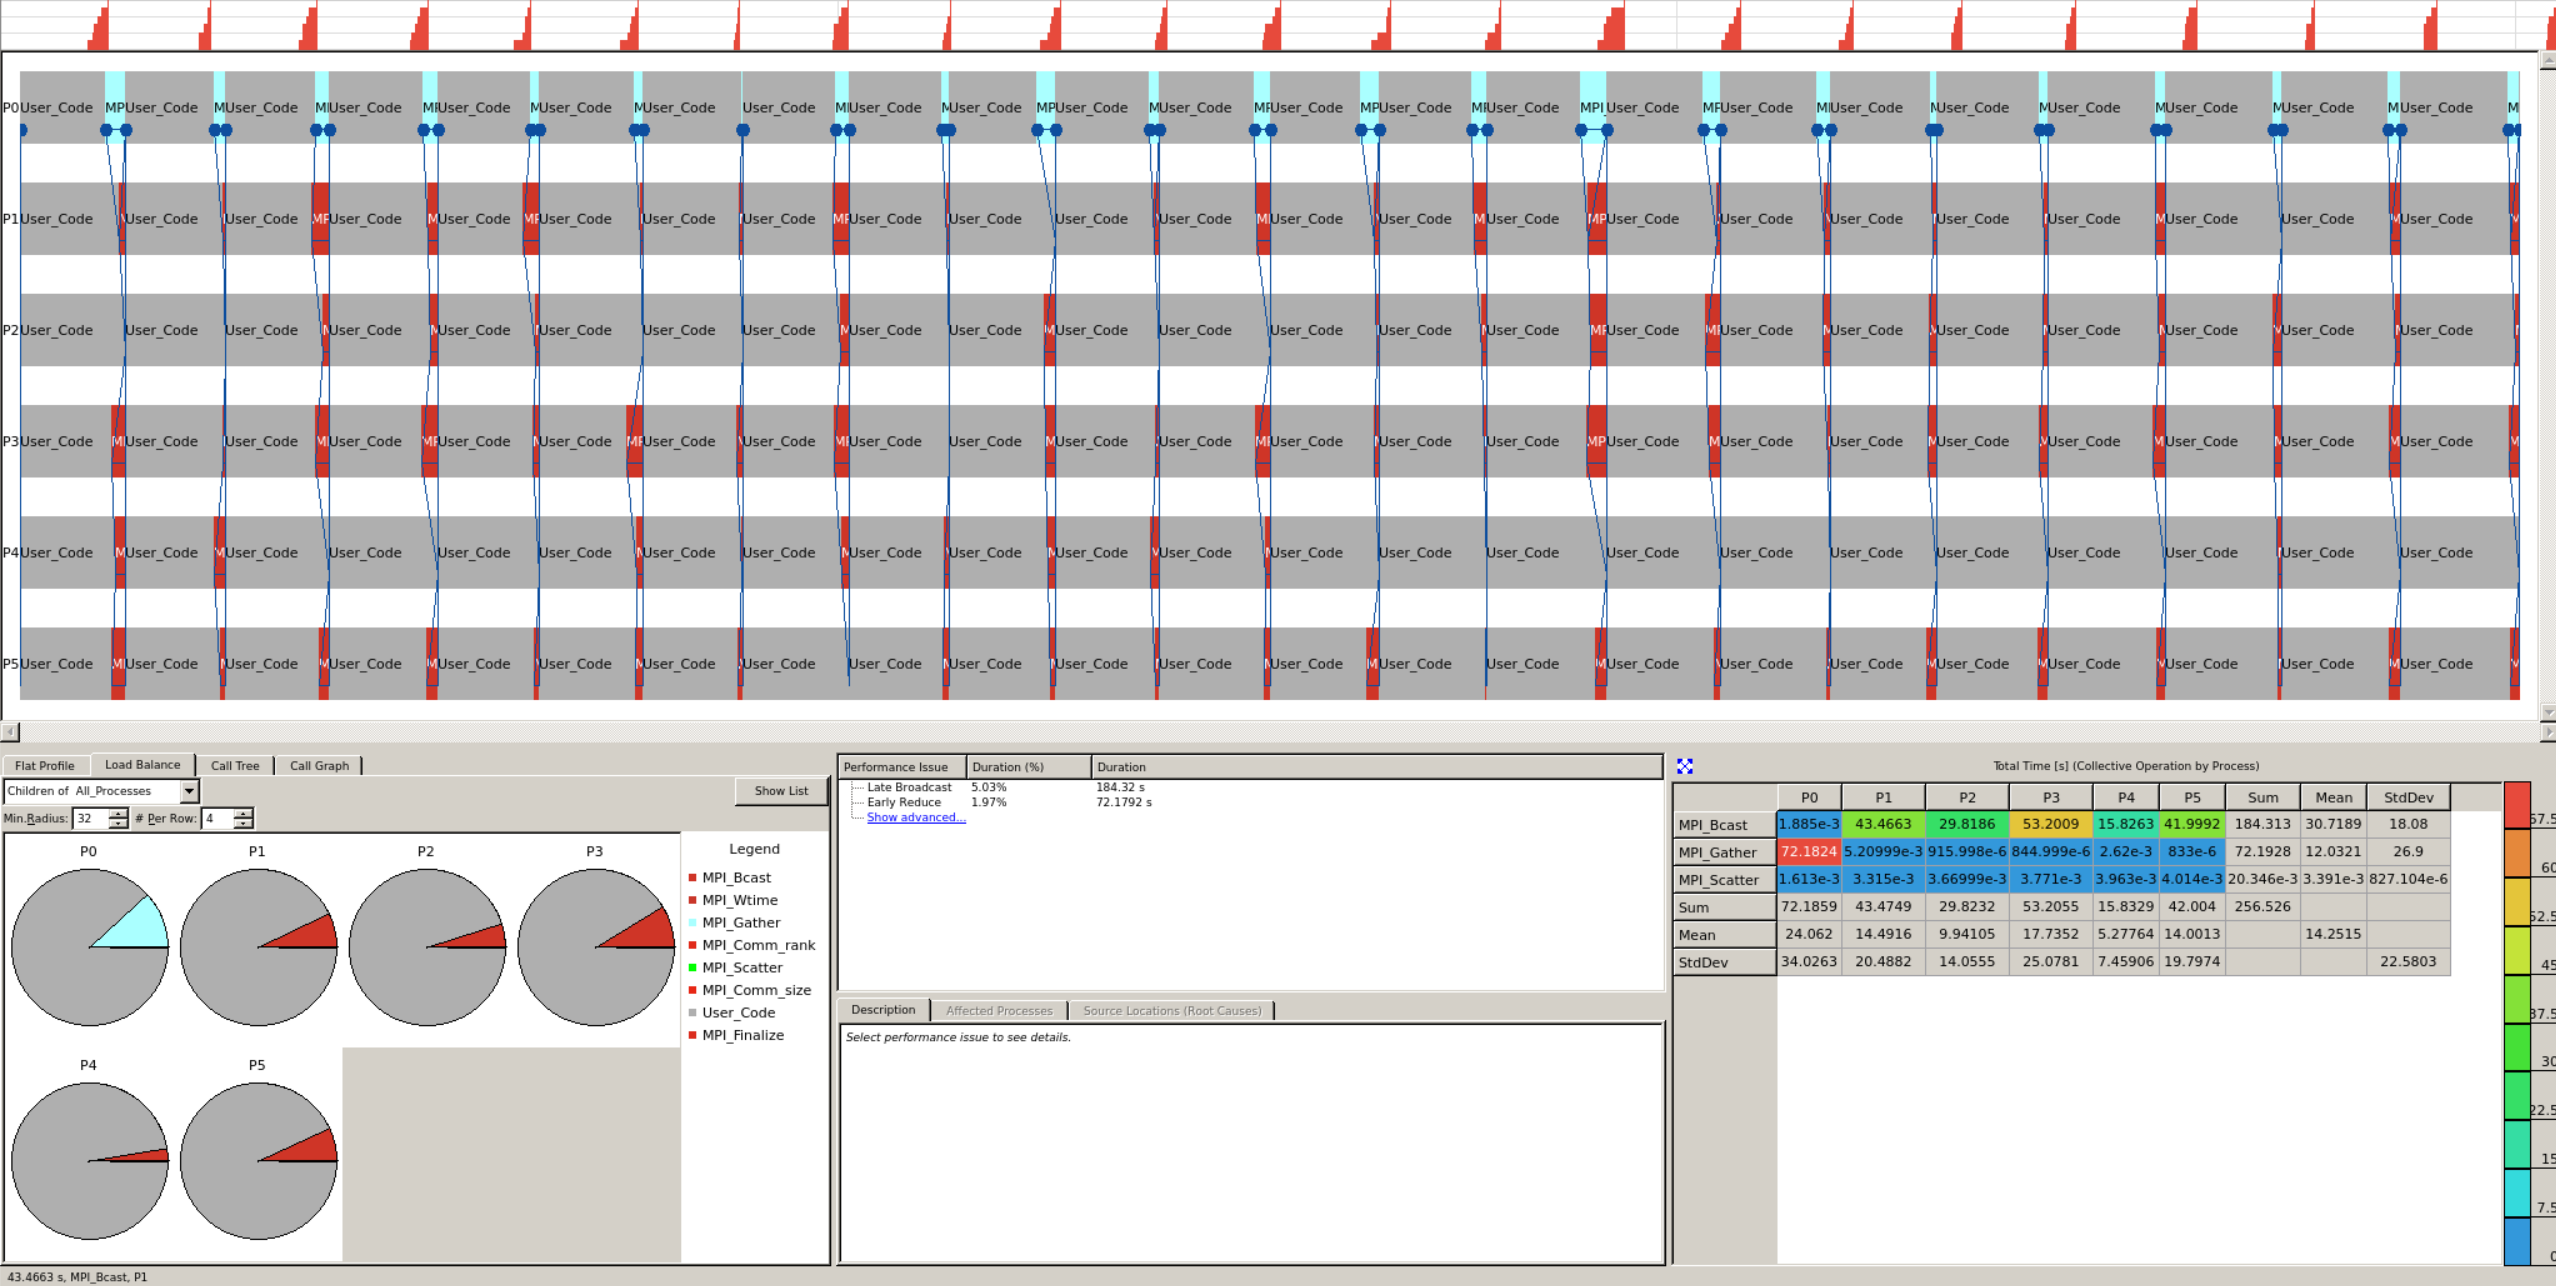 P0 User_Code MP User_Code M User_Code MI User_Code MF User_Code M User_Code M User_Code User_Code MI User_Code M User_Code MP User_Code M User_Code MF User_Code MP User_Code MF User_Code MPI_ User_Code MF User_Code MI User_Code M User_Code M User_Code M User_Code M User_Code M User_Code M
P1 User_Code User_Code User_Code MF User_Code M User_Code MF User_Code User_Code User_Code MF User_Code User_Code User_Code User_Code M User_Code User_Code M User_Code MP User_Code User_Code User_Code User_Code User_Code M User_Code User_Code M User_Code
P2 User_Code User_Code User_Code User_Code M User_Code User_Code User_Code User_Code M User_Code User_Code M User_Code User_Code User_Code User_Code User_Code MF User_Code MF User_Code M User_Code User_Code User_Code User_Code User_Code User_Code
P3 User_Code MI User_Code User_Code MI User_Code MF User_Code User_Code MF User_Code User_Code MF User_Code User_Code M User_Code User_Code MF User_Code User_Code User_Code MP User_Code M User_Code User_Code M User_Code M User_Code M User_Code M User_Code M User_Code M
P4 User_Code M User_Code M User_Code User_Code User_Code User_Code User_Code User_Code M User_Code User_Code M User_Code User_Code User_Code User_Code User_Code User_Code User_Code User_Code User_Code User_Code User_Code User_Code User_Code
P5 User_Code MI User_Code User_Code M User_Code M User_Code User_Code M User_Code User_Code User_Code User_Code User_Code User_Code User_Code M User_Code User_Code M User_Code User_Code User_Code M User_Code M User_Code M User_Code User_Code M User_Code
Flat Profile Load Balance Call Tree Call Graph
Children of All_Processes Show List
Min.Radius: 32 # Per Row: 4
P0 P1 P2 P3
P4 P5
Legend
MPI_Bcast
MPI_Wtime
MPI_Gather
MPI_Comm_rank
MPI_Scatter
MPI_Comm_size
User_Code
MPI_Finalize
Performance Issue Duration (%) Duration
Late Broadcast 5.03% 184.32 s
Early Reduce 1.97% 72.1792 s
Show advanced...
Description Affected Processes Source Locations (Root Causes)
Select performance issue to see details.
Total Time [s] (Collective Operation by Process)
P0 P1 P2 P3 P4 P5 Sum Mean StdDev
MPI_Bcast 1.885e-3 43.4663 29.8186 53.2009 15.8263 41.9992 184.313 30.7189 18.08
MPI_Gather 72.1824 5.20999e-3 915.998e-6 844.999e-6 2.62e-3 833e-6 72.1928 12.0321 26.9
MPI_Scatter 1.613e-3 3.315e-3 3.66999e-3 3.771e-3 3.963e-3 4.014e-3 20.346e-3 3.391e-3 827.104e-6
Sum 72.1859 43.4749 29.8232 53.2055 15.8329 42.004 256.526
Mean 24.062 14.4916 9.94105 17.7352 5.27764 14.0013 14.2515
StdDev 34.0263 20.4882 14.0555 25.0781 7.45906 19.7974 22.5803
57.5
60
52.5
45
37.5
30
22.5
15
7.5
0
43.4663 s, MPI_Bcast, P1